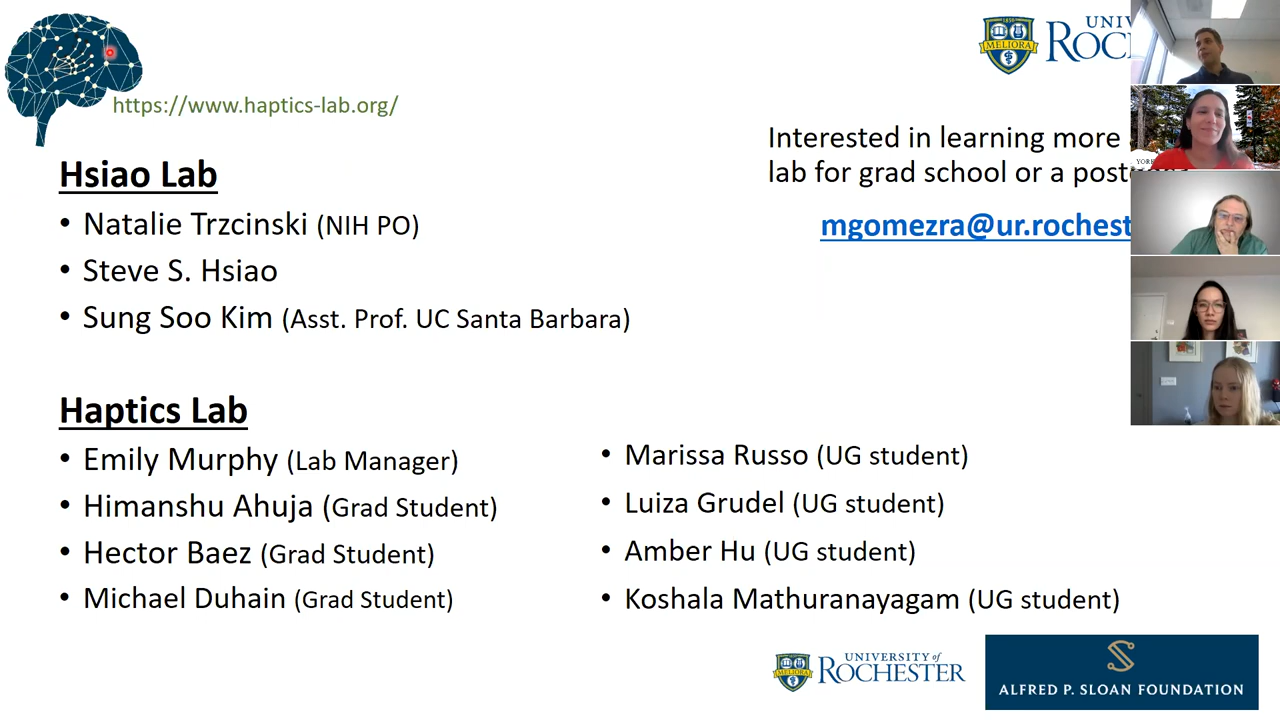 https://www.haptics-lab.org/
MELIORA
UNIV
ROC
Interested in learning more
lab for grad school or a post
mgomezra@ur.rochest
Hsiao Lab
• Natalie Trzcinski (NIH PO)
• Steve S. Hsiao
• Sung Soo Kim (Asst. Prof. UC Santa Barbara)
Haptics Lab
• Emily Murphy (Lab Manager)
• Himanshu Ahuja (Grad Student)
• Hector Baez (Grad Student)
• Michael Duhain (Grad Student)
• Marissa Russo (UG student)
• Luiza Grudel (UG student)
• Amber Hu (UG student)
• Koshala Mathuranayagam (UG student)
MELIORA
UNIVERSITY of
ROCHESTER
ALFRED P. SLOAN FOUNDATION